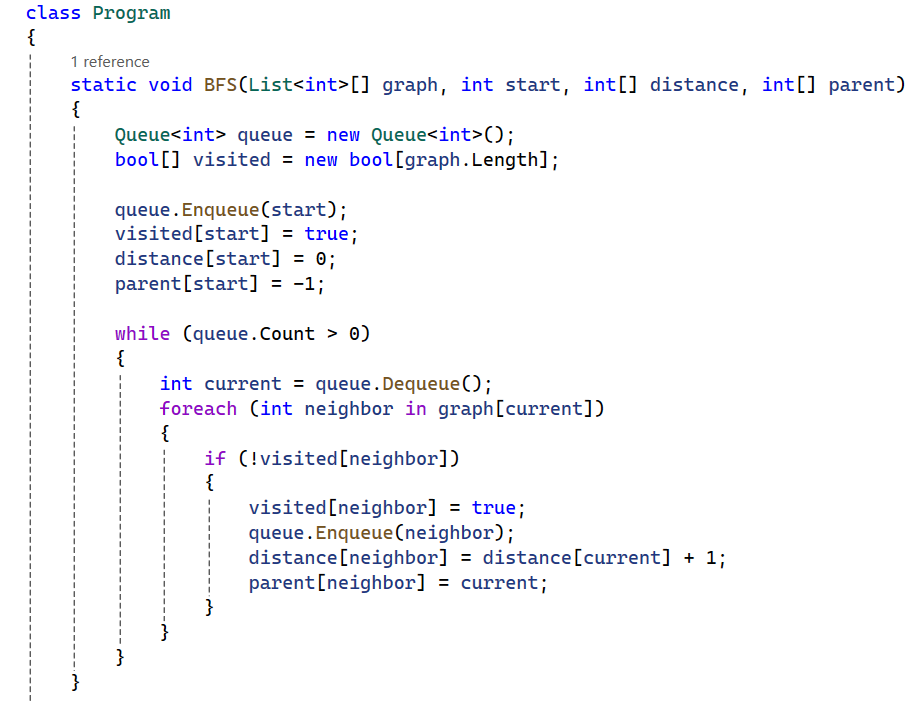 class Program
{
1 reference
static void BFS(List<int>[] graph, int start, int[] distance, int[] parent)
{
Queue<int> queue = new Queue<int>();
bool[] visited = new bool[graph.Length];
queue.Enqueue(start);
visited[start] = true;
distance[start] = 0;
parent[start] = -1;
while (queue.Count > 0)
{
int current = queue.Dequeue();
foreach (int neighbor in graph[current])
{
if (!visited[neighbor])
{
visited[neighbor] = true;
queue.Enqueue(neighbor);
distance[neighbor] = distance[current] + 1;
parent[neighbor] = current;
}
}
}
}